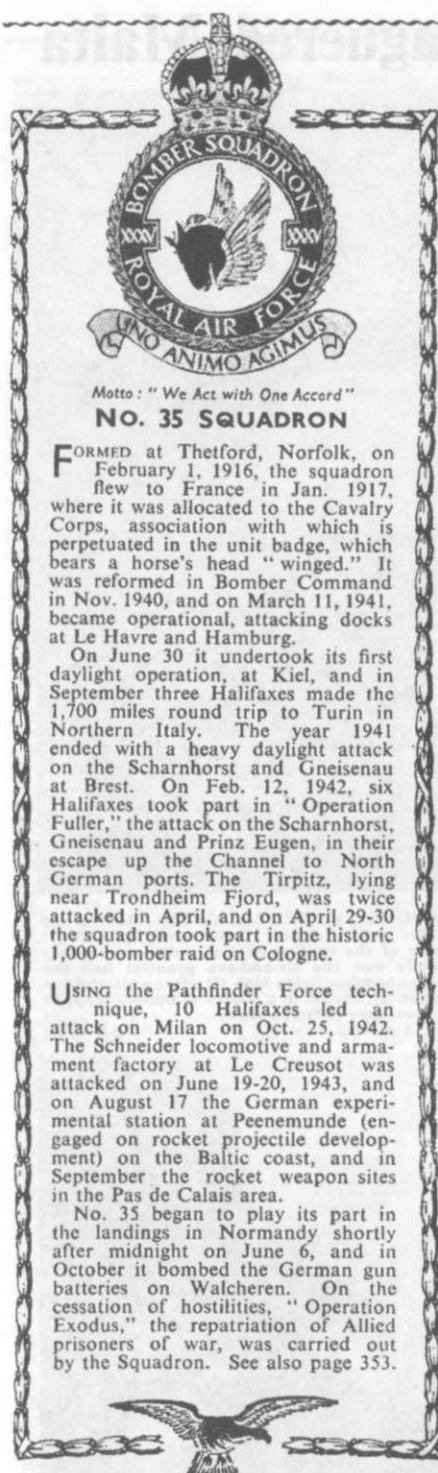 BOMBER SQUADRON
XXXV XXXV
ROYAL AIR FORCE
UNO ANIMO AGIMUS
Motto: "We Act with One Accord"
No. 35 SQUADRON
FORMED at Thetford, Norfolk, on
February 1, 1916, the squadron
flew to France in Jan. 1917,
where it was allocated to the Cavalry
Corps, association with which is
perpetuated in the unit badge, which
bears a horse's head "winged." It
was reformed in Bomber Command
in Nov. 1940, and on March 11, 1941,
became operational, attacking docks
at Le Havre and Hamburg.
On June 30 it undertook its first
daylight operation, at Kiel, and in
September three Halifaxes made the
1,700 miles round trip to Turin in
Northern Italy. The year 1941
ended with a heavy daylight attack
on the Scharnhorst and Gneisenau
at Brest. On Feb. 12, 1942, six
Halifaxes took part in "Operation
Fuller," the attack on the Scharnhorst,
Gneisenau and Prinz Eugen, in their
escape up the Channel to North
German ports. The Tirpitz, lying
near Trondheim Fjord, was twice
attacked in April, and on April 29-30
the squadron took part in the historic
1,000-bomber raid on Cologne.
USING the Pathfinder Force tech-
nique, 10 Halifaxes led an
attack on Milan on Oct. 25, 1942.
The Schneider locomotive and arma-
ment factory at Le Creusot was
attacked on June 19-20, 1943, and
on August 17 the German experi-
mental station at Peenemunde (en-
gaged on rocket projectile develop-
ment) on the Baltic coast, and in
September the rocket weapon sites
in the Pas de Calais area.
No. 35 began to play its part in
the landings in Normandy shortly
after midnight on June 6, and in
October it bombed the German gun
batteries on Walcheren. On the
cessation of hostilities, "Operation
Exodus," the repatriation of Allied
prisoners of war, was carried out
by the Squadron. See also page 353.